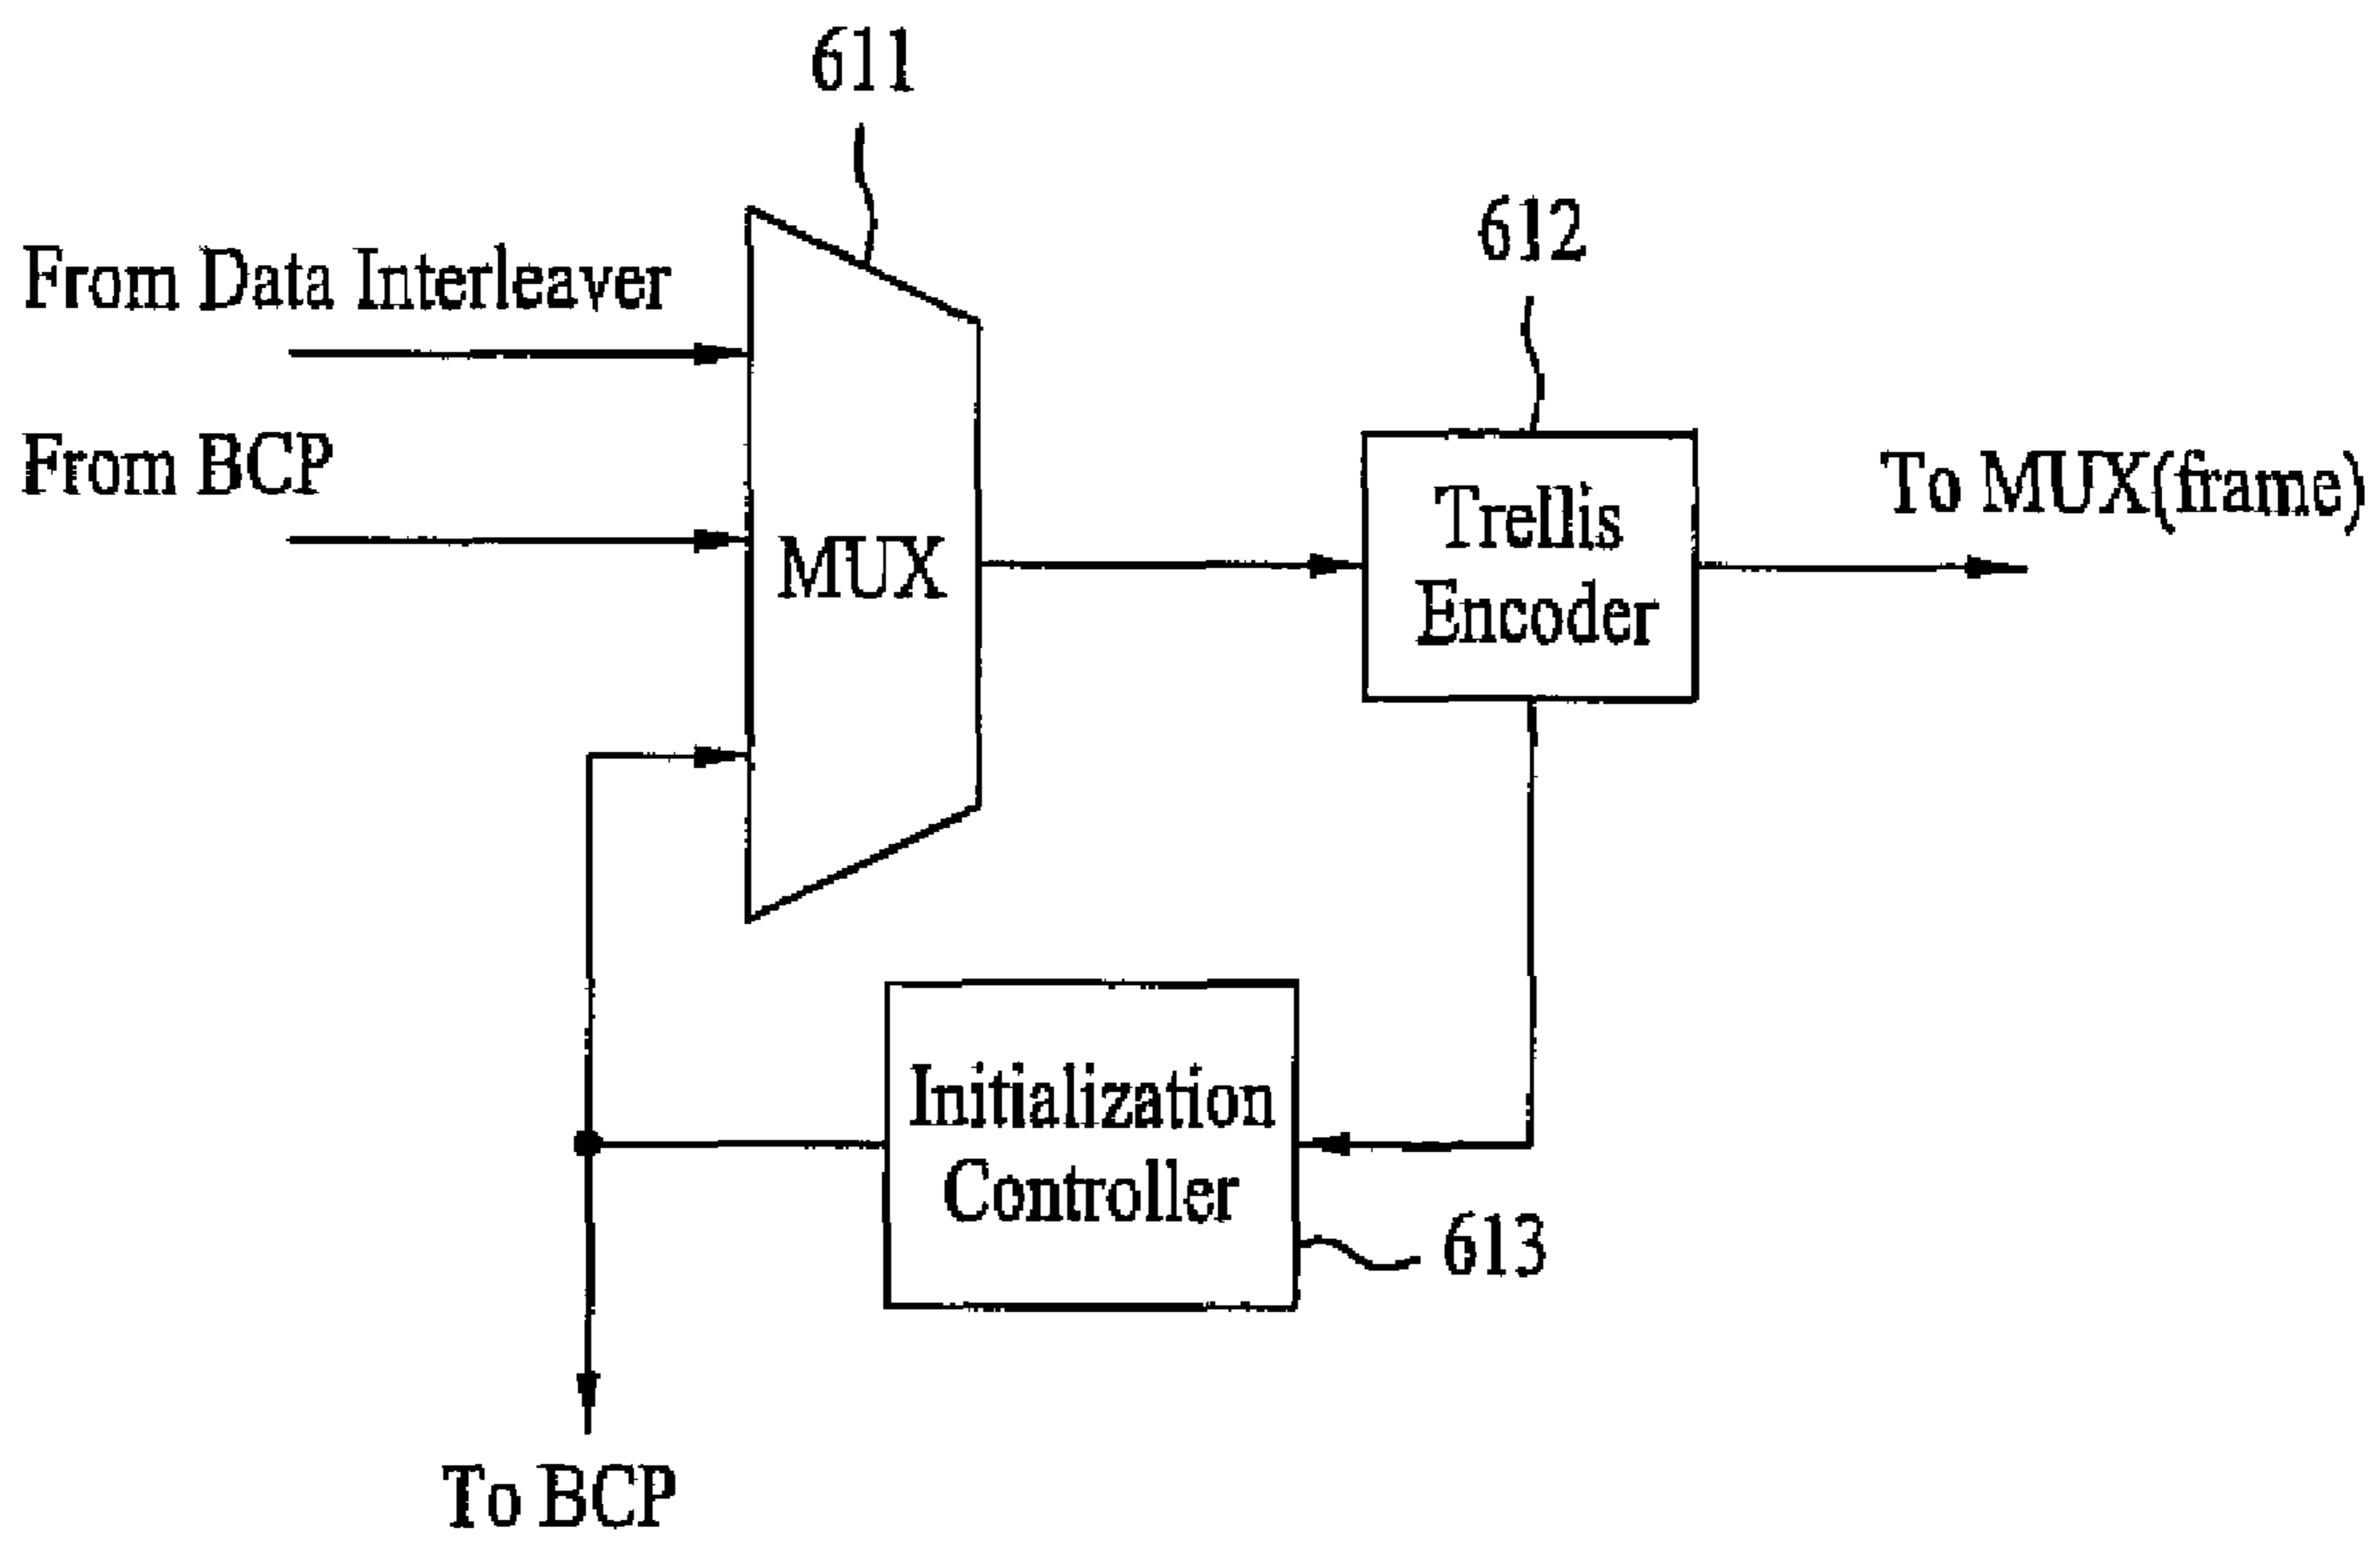 611
612
From Data Interleaver
From BCP
MUX
Trellis
Encoder
To MUX(frame)
Initialization
Controller
613
To BCP